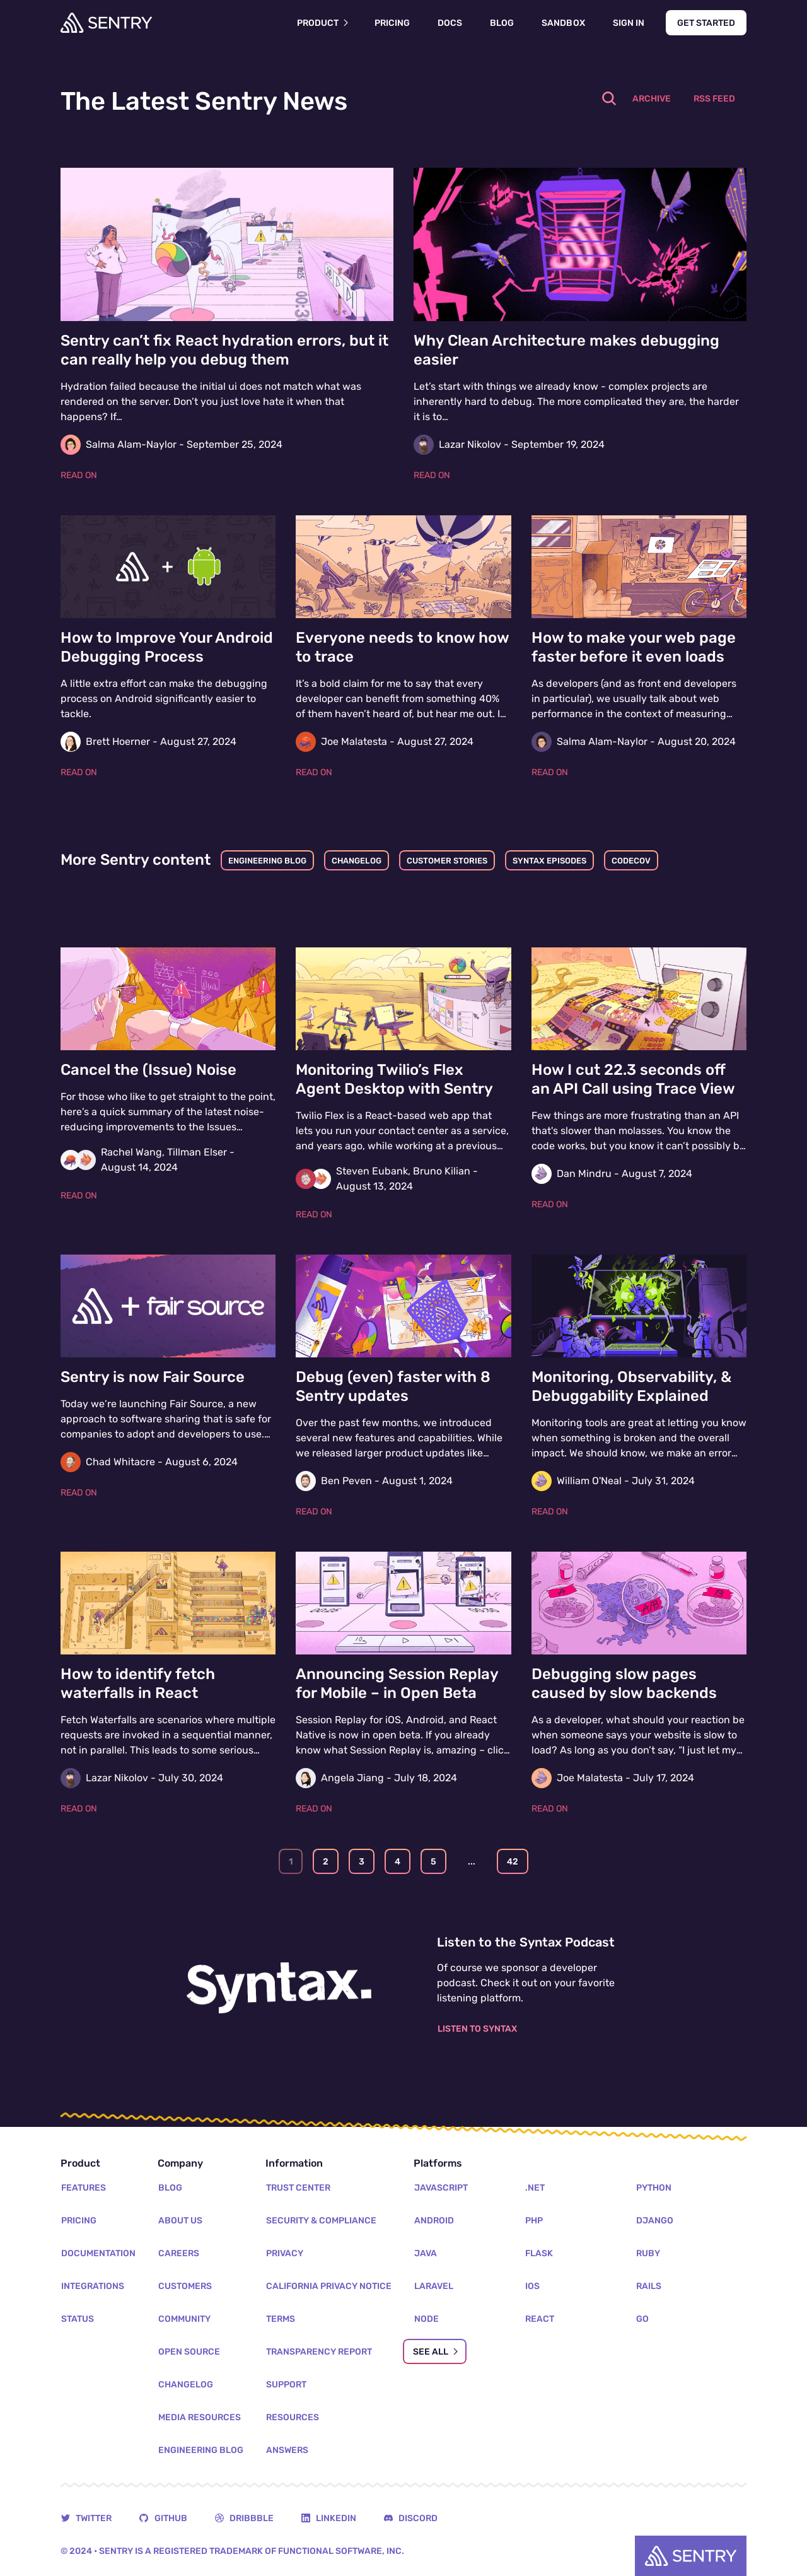 SENTRY
PRODUCT
PRICING
DOCS
BLOG
SANDBOX
SIGN IN
GET STARTED
The Latest Sentry News
ARCHIVE
RSS FEED
Sentry can’t fix React hydration errors, but it
can really help you debug them
Hydration failed because the initial ui does not match what was
rendered on the server. Don’t you just love hate it when that
happens? If…
Salma Alam-Naylor - September 25, 2024
READ ON
Why Clean Architecture makes debugging
easier
Let’s start with things we already know - complex projects are
inherently hard to debug. The more complicated they are, the harder
it is to…
Lazar Nikolov - September 19, 2024
READ ON
How to Improve Your Android
Debugging Process
A little extra effort can make the debugging
process on Android significantly easier to
tackle.
Brett Hoerner - August 27, 2024
READ ON
Everyone needs to know how
to trace
It’s a bold claim for me to say that every
developer can benefit from something 40%
of them haven’t heard of, but hear me out. I…
Joe Malatesta - August 27, 2024
READ ON
How to make your web page
faster before it even loads
As developers (and as front end developers
in particular), we usually talk about web
performance in the context of measuring…
Salma Alam-Naylor - August 20, 2024
READ ON
More Sentry content
ENGINEERING BLOG
CHANGELOG
CUSTOMER STORIES
SYNTAX EPISODES
CODECOV
Cancel the (Issue) Noise
For those who like to get straight to the point,
here’s a quick summary of the latest noise-
reducing improvements to the Issues…
Rachel Wang, Tillman Elser -
August 14, 2024
READ ON
Monitoring Twilio’s Flex
Agent Desktop with Sentry
Twilio Flex is a React-based web app that
lets you run your contact center as a service,
and years ago, while working at a previous…
Steven Eubank, Bruno Kilian -
August 13, 2024
READ ON
How I cut 22.3 seconds off
an API Call using Trace View
Few things are more frustrating than an API
that’s slower than molasses. You know the
code works, but you know it can’t possibly b…
Dan Mindru - August 7, 2024
READ ON
+ fair source
Sentry is now Fair Source
Today we’re launching Fair Source, a new
approach to software sharing that is safe for
companies to adopt and developers to use.…
Chad Whitacre - August 6, 2024
READ ON
Debug (even) faster with 8
Sentry updates
Over the past few months, we introduced
several new features and capabilities. While
we released larger product updates like…
Ben Peven - August 1, 2024
READ ON
Monitoring, Observability, &
Debuggability Explained
Monitoring tools are great at letting you know
when something is broken and the overall
impact. We should know, we make an error…
William O'Neal - July 31, 2024
READ ON
How to identify fetch
waterfalls in React
Fetch Waterfalls are scenarios where multiple
requests are invoked in a sequential manner,
not in parallel. This leads to some serious…
Lazar Nikolov - July 30, 2024
READ ON
Announcing Session Replay
for Mobile – in Open Beta
Session Replay for iOS, Android, and React
Native is now in open beta. If you already
know what Session Replay is, amazing – clic…
Angela Jiang - July 18, 2024
READ ON
Debugging slow pages
caused by slow backends
As a developer, what should your reaction be
when someone says your website is slow to
load? As long as you don’t say, “I just let my…
Joe Malatesta - July 17, 2024
READ ON
1
2
3
4
5
...
42
Syntax.
Listen to the Syntax Podcast
Of course we sponsor a developer
podcast. Check it out on your favorite
listening platform.
LISTEN TO SYNTAX
Product
FEATURES
PRICING
DOCUMENTATION
INTEGRATIONS
STATUS
Company
BLOG
ABOUT US
CAREERS
CUSTOMERS
COMMUNITY
OPEN SOURCE
CHANGELOG
MEDIA RESOURCES
ENGINEERING BLOG
Information
TRUST CENTER
SECURITY & COMPLIANCE
PRIVACY
CALIFORNIA PRIVACY NOTICE
TERMS
TRANSPARENCY REPORT
SUPPORT
RESOURCES
ANSWERS
Platforms
JAVASCRIPT
ANDROID
JAVA
LARAVEL
NODE
SEE ALL
.NET
PHP
FLASK
IOS
REACT
PYTHON
DJANGO
RUBY
RAILS
GO
TWITTER
GITHUB
DRIBBBLE
LINKEDIN
DISCORD
© 2024 • SENTRY IS A REGISTERED TRADEMARK OF FUNCTIONAL SOFTWARE, INC.
SENTRY